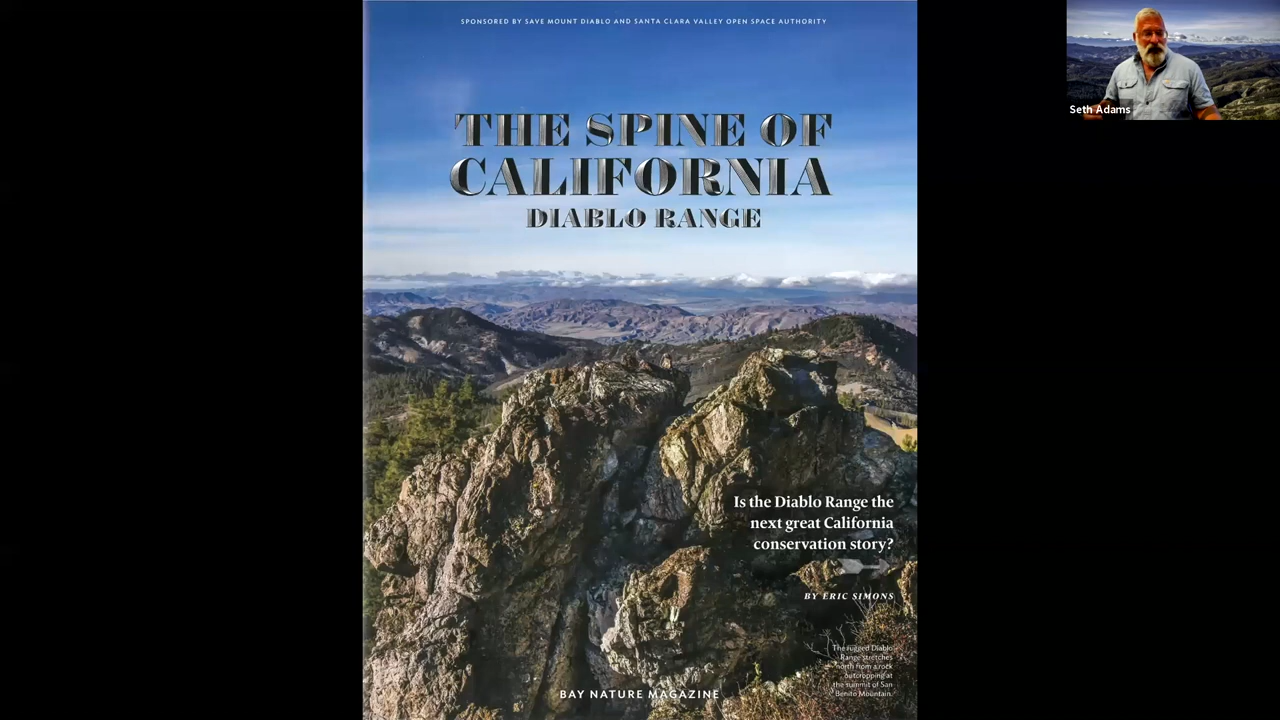 SPONSORED BY SAVE MOUNT DIABLO AND SANTA CLARA VALLEY OPEN SPACE AUTHORITY
THE SPINE OF
CALIFORNIA
DIABLO RANGE
Seth Adams
Is the Diablo Range the
next great California
conservation story?
BY ERIC SIMONS
The rugged Diablo
Range stretches
north from a rock
outcropping at
the summit of San
Benito Mountain.
BAY NATURE MAGAZINE